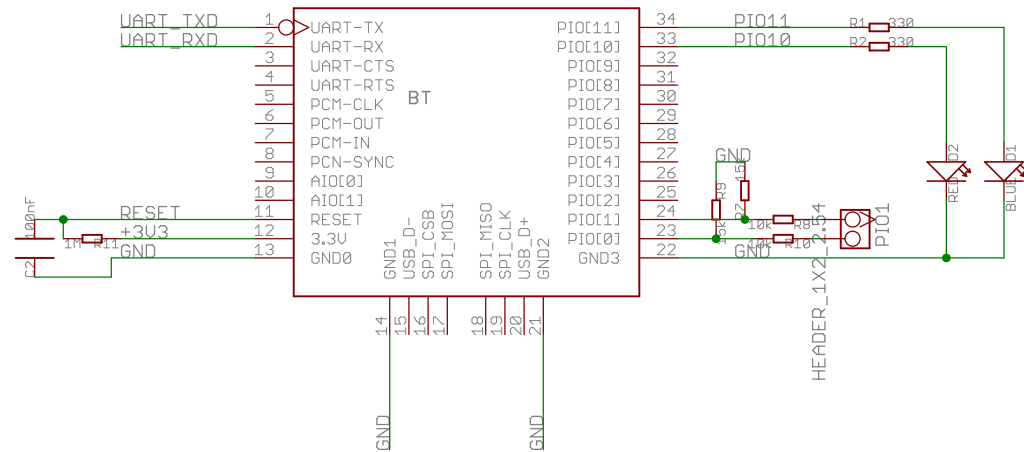 UART_TXD
UART_RXD
1
2
3
4
5
6
7
8
9
10
11
12
13
UART-TX
UART-RX
UART-CTS
UART-RTS
PCM-CLK
PCM-OUT
PCM-IN
PCN-SYNC
AIO[0]
AIO[1]
RESET
3.3V
GND0
BT
PIO[11]
PIO[10]
PIO[9]
PIO[8]
PIO[7]
PIO[6]
PIO[5]
PIO[4]
PIO[3]
PIO[2]
PIO[1]
PIO[0]
GND3
34
33
32
31
30
29
28
27
26
25
24
23
22
PIO11
PIO10
R1 330
R2 330
GND
15k
R9
R7
15k
10k R8
10k R10
GND
HEADER_1X2_2.54
PIO1
D2
RED
D1
BLUE
100nF
C2
RESET
+3V3
GND
1M R11
GND1
USB_D-
SPI_CSB
SPI_MOSI
SPI_MISO
SPI_CLK
USB_D+
GND2
14
15
16
17
18
19
20
21
GND
GND